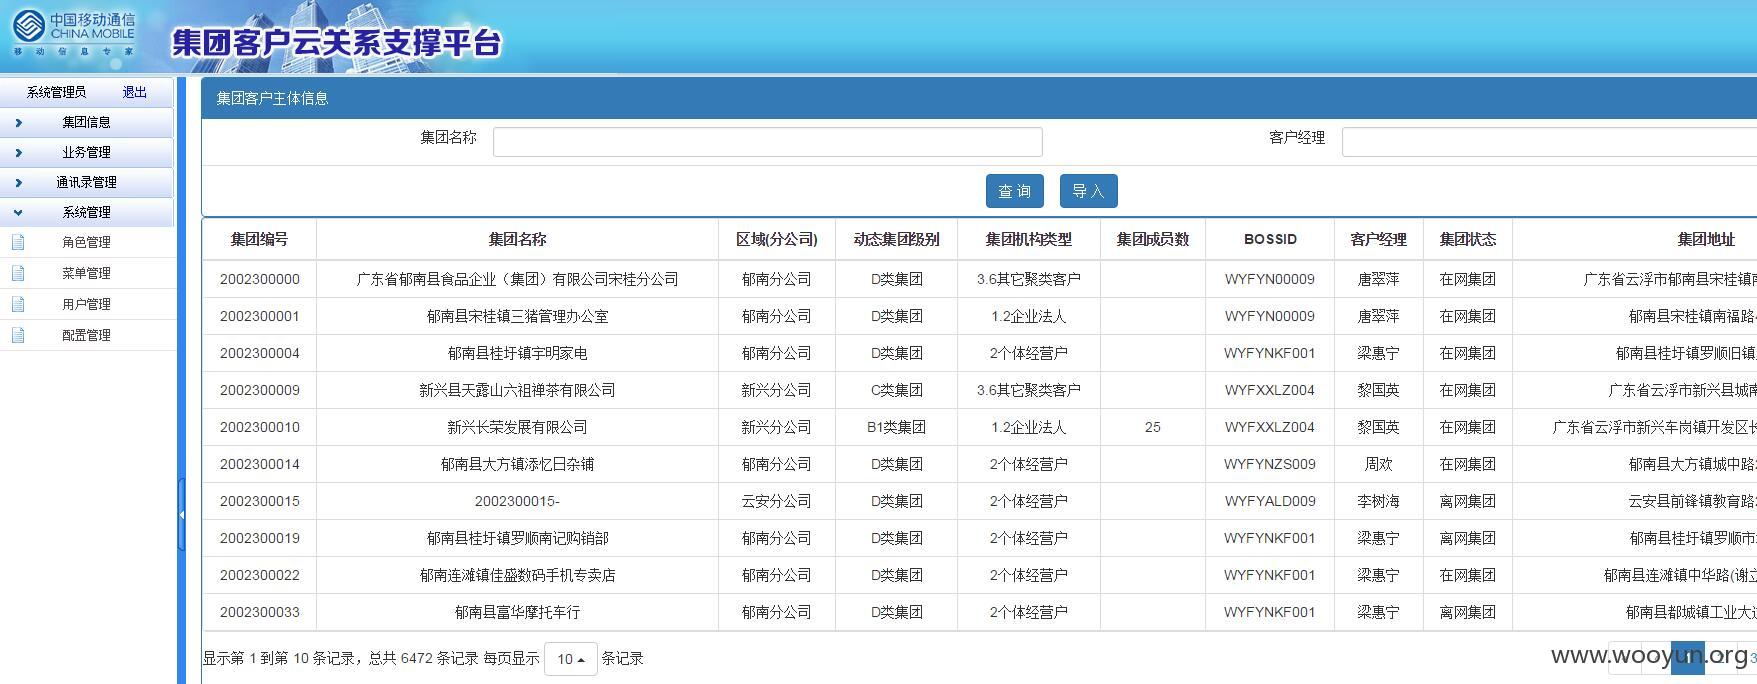 中国移动通信
CHINA MOBILE
移动信息专家
集团客户云关系支撑平台
系统管理员 退出
集团信息
业务管理
通讯录管理
系统管理
角色管理
菜单管理
用户管理
配置管理
集团客户主体信息
集团名称 客户经理
查 询 导 入
集团编号 集团名称 区域(分公司) 动态集团级别 集团机构类型 集团成员数 BOSSID 客户经理 集团状态 集团地址
2002300000 广东省郁南县食品企业（集团）有限公司宋桂分公司 郁南分公司 D类集团 3.6其它聚类客户 WYFYN00009 唐翠萍 在网集团 广东省云浮市郁南县宋桂镇
2002300001 郁南县宋桂镇三猪管理办公室 郁南分公司 D类集团 1.2企业法人 WYFYN00009 唐翠萍 在网集团 郁南县宋桂镇南福路
2002300004 郁南县桂圩镇宇明家电 郁南分公司 D类集团 2个体经营户 WYFYNKF001 梁惠宁 在网集团 郁南县桂圩镇罗顺旧镇
2002300009 新兴县天露山六祖禅茶有限公司 新兴分公司 C类集团 3.6其它聚类客户 WYFXXLZ004 黎国英 在网集团 广东省云浮市新兴县城南
2002300010 新兴长荣发展有限公司 新兴分公司 B1类集团 1.2企业法人 25 WYFXXLZ004 黎国英 在网集团 广东省云浮市新兴车岗镇开发区长
2002300014 郁南县大方镇添忆日杂铺 郁南分公司 D类集团 2个体经营户 WYFYNZS009 周欢 在网集团 郁南县大方镇城中路
2002300015 2002300015- 云安分公司 D类集团 2个体经营户 WYFYALD009 李树海 离网集团 云安县前锋镇教育路
2002300019 郁南县桂圩镇罗顺南记购销部 郁南分公司 D类集团 2个体经营户 WYFYNKF001 梁惠宁 离网集团 郁南县桂圩镇罗顺市
2002300022 郁南连滩镇佳盛数码手机专卖店 郁南分公司 D类集团 2个体经营户 WYFYNKF001 梁惠宁 在网集团 郁南县连滩镇中华路(谢立
2002300033 郁南县富华摩托车行 郁南分公司 D类集团 2个体经营户 WYFYNKF001 梁惠宁 离网集团 郁南县都城镇工业大道
显示第 1 到第 10 条记录，总共 6472 条记录 每页显示 10 条记录 1 2 3
www.wooyun.org